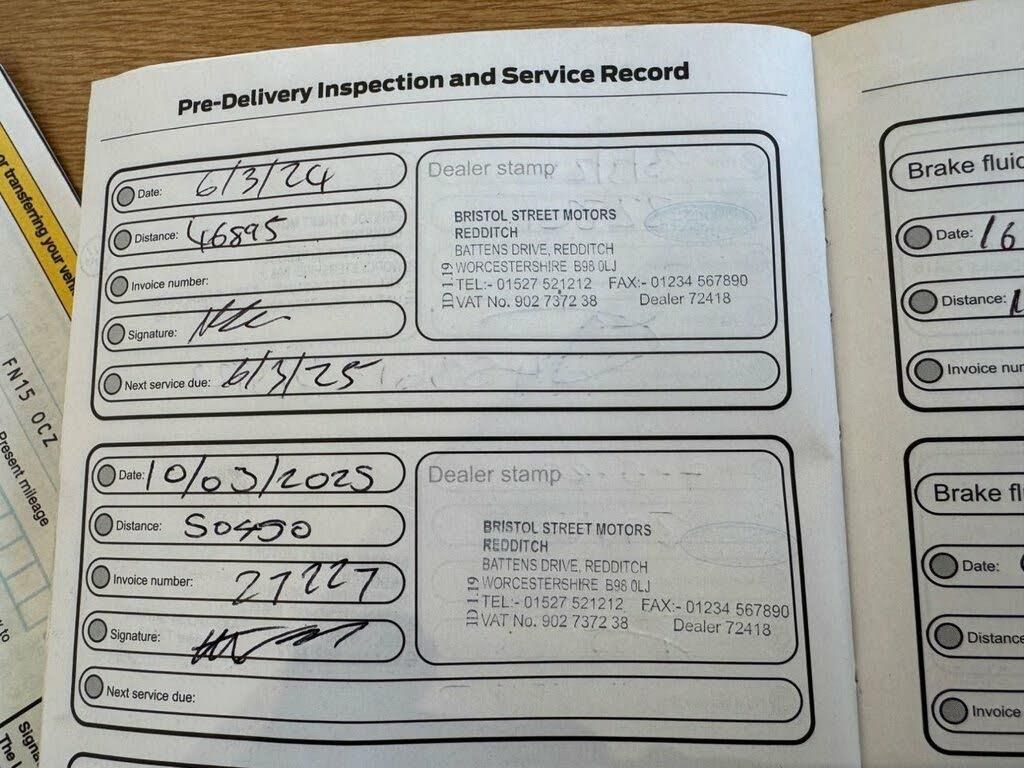 Pre-Delivery Inspection and Service Record
Date: 6/3/24
Distance: 46895
Invoice number:
Signature:
Next service due: 6/3/25
Dealer stamp
BRISTOL STREET MOTORS
REDDITCH
BATTENS DRIVE, REDDITCH
WORCESTERSHIRE B98 0LJ
TEL:- 01527 521212 FAX:- 01234 567890
VAT No. 902 7372 38 Dealer 72418
ID 1.19
Date: 10/03/2025
Distance: 50450
Invoice number: 27227
Signature:
Next service due:
Dealer stamp
BRISTOL STREET MOTORS
REDDITCH
BATTENS DRIVE, REDDITCH
WORCESTERSHIRE B98 0LJ
TEL:- 01527 521212 FAX:- 01234 567890
VAT No. 902 7372 38 Dealer 72418
ID 1.19
Brake fluid
Date: 16
Distance:
Invoice
Brake
Date:
Distance
Invoice
or transferring your
FN15 OCZ
Present mileage